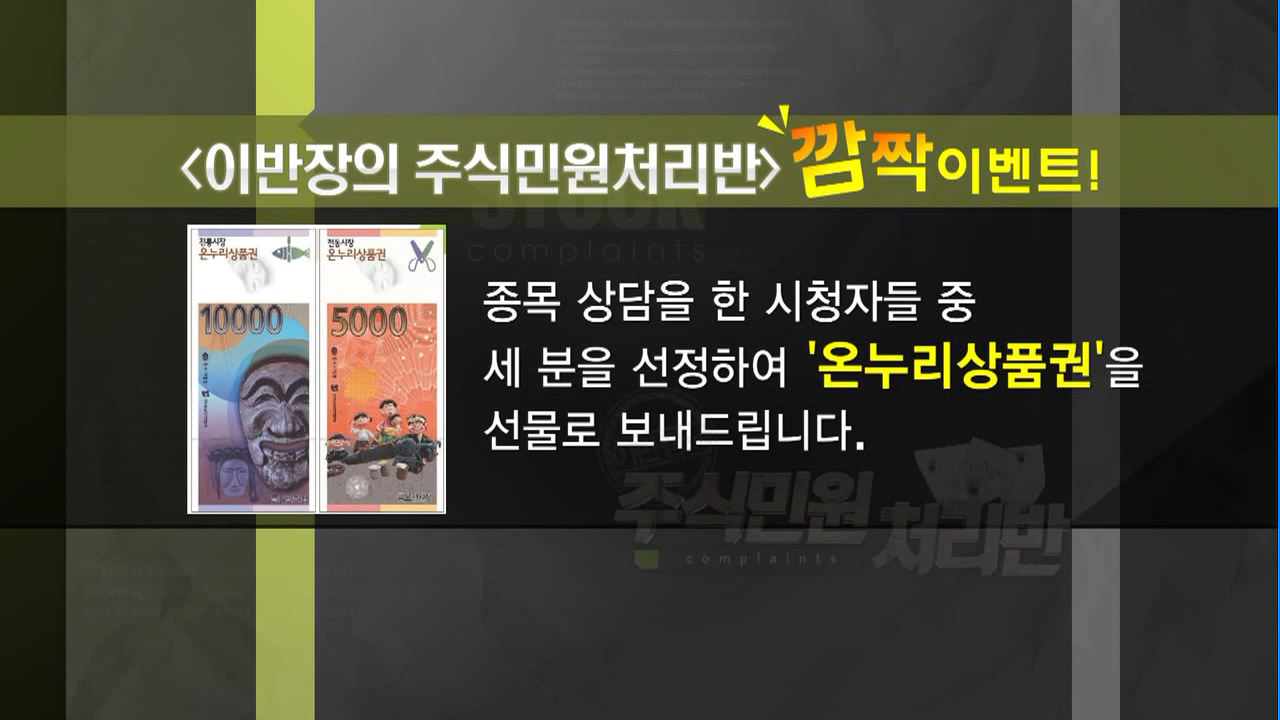 <이반장의 주식민원처리반> 깜짝이벤트!
STOCK
complaints
전통시장
온누리상품권
10000
전통시장
온누리상품권
5000
종목 상담을 한 시청자들 중
세 분을 선정하여 '온누리상품권'을
선물로 보내드립니다.
주식민원처리반
complaints